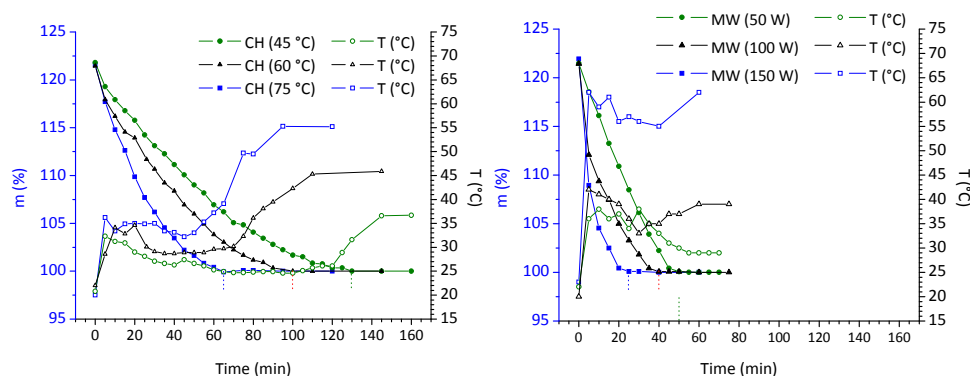 CH (45 °C) T (°C)
CH (60 °C) T (°C)
CH (75 °C) T (°C)
125
120
115
110
105
100
95
m (%)
75
70
65
60
55
50
45
40
35
30
25
20
15
T (°C)
0 20 40 60 80 100 120 140 160
Time (min)
MW (50 W) T (°C)
MW (100 W) T (°C)
MW (150 W) T (°C)
125
120
115
110
105
100
95
m (%)
75
70
65
60
55
50
45
40
35
30
25
20
15
T (°C)
0 20 40 60 80 100 120 140 160
Time (min)